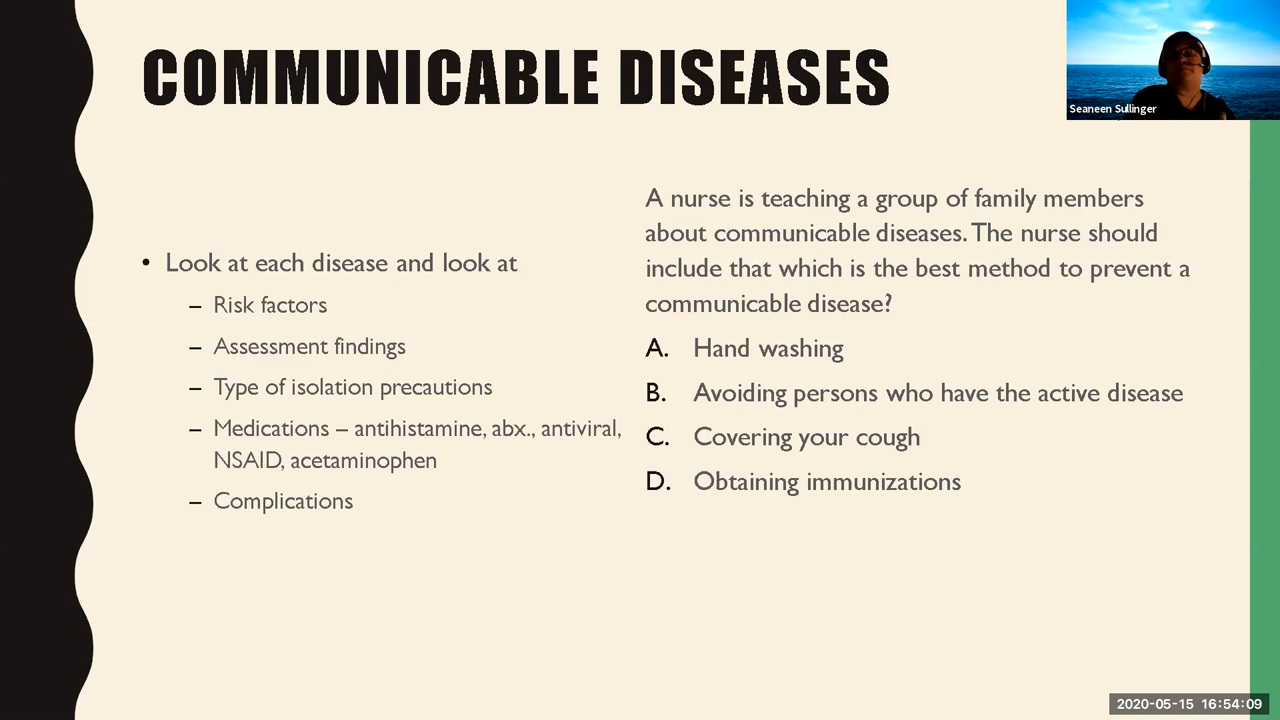 COMMUNICABLE DISEASES
Seaneen Sullinger
• Look at each disease and look at
– Risk factors
– Assessment findings
– Type of isolation precautions
– Medications – antihistamine, abx., antiviral,
NSAID, acetaminophen
– Complications
A nurse is teaching a group of family members
about communicable diseases. The nurse should
include that which is the best method to prevent a
communicable disease?
A. Hand washing
B. Avoiding persons who have the active disease
C. Covering your cough
D. Obtaining immunizations
2020-05-15 16:54:09